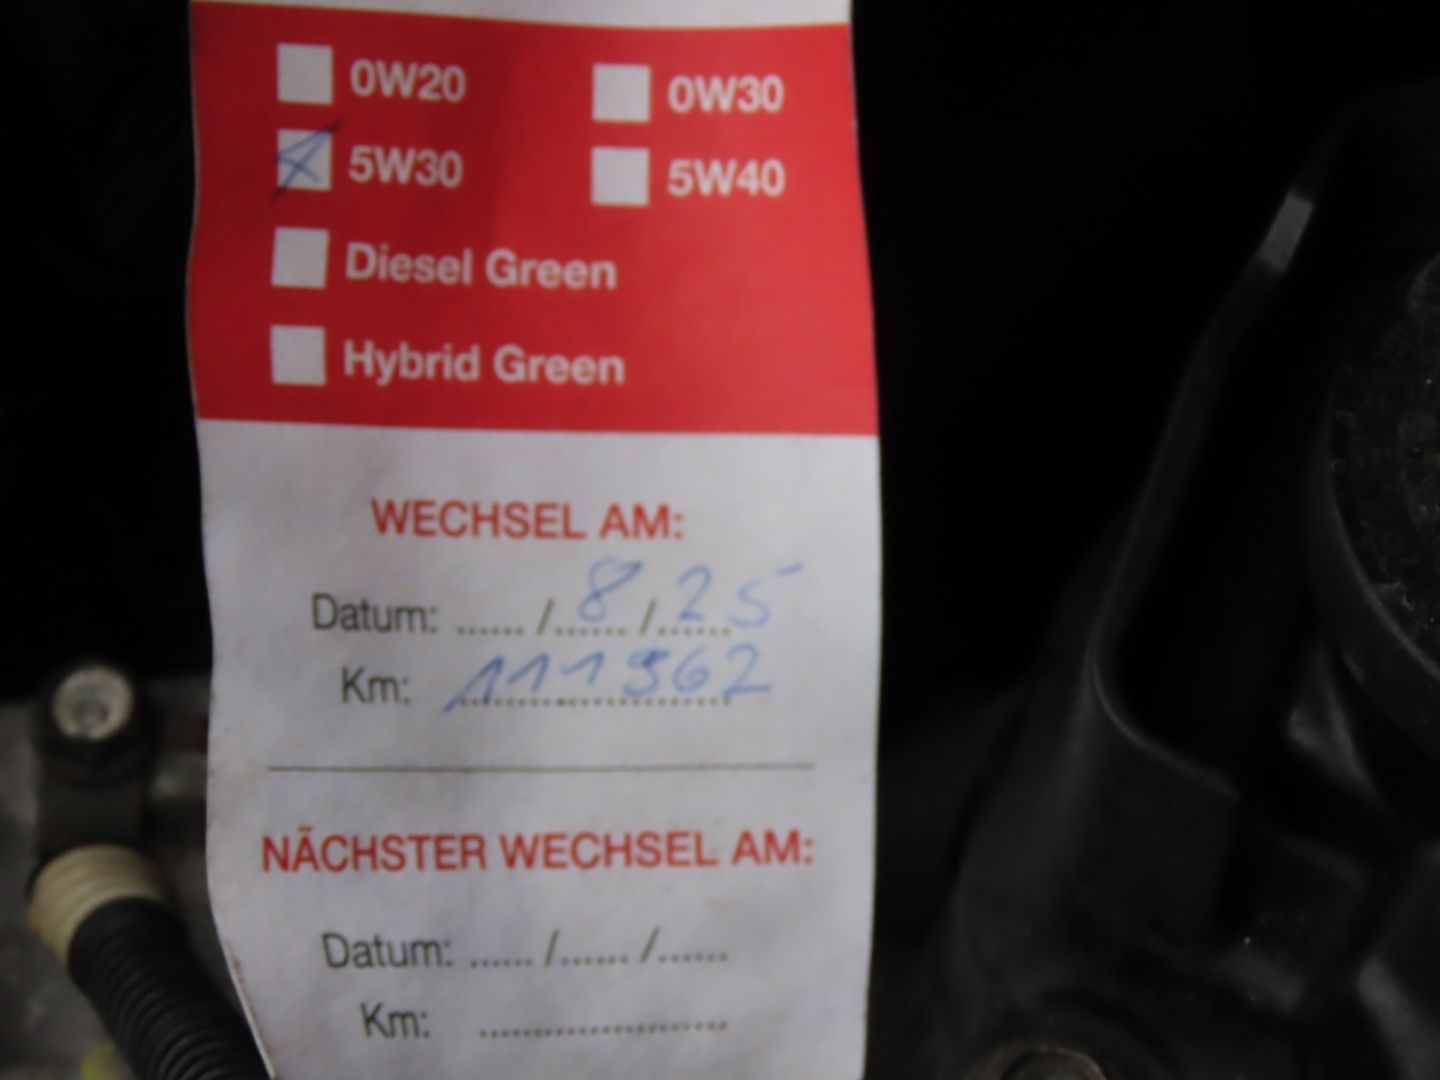 0W20 0W30
5W30 5W40
Diesel Green
Hybrid Green
WECHSEL AM:
Datum: ....../8/25
Km: 111962
NÄCHSTER WECHSEL AM:
Datum: ....../....../......
Km: ......................